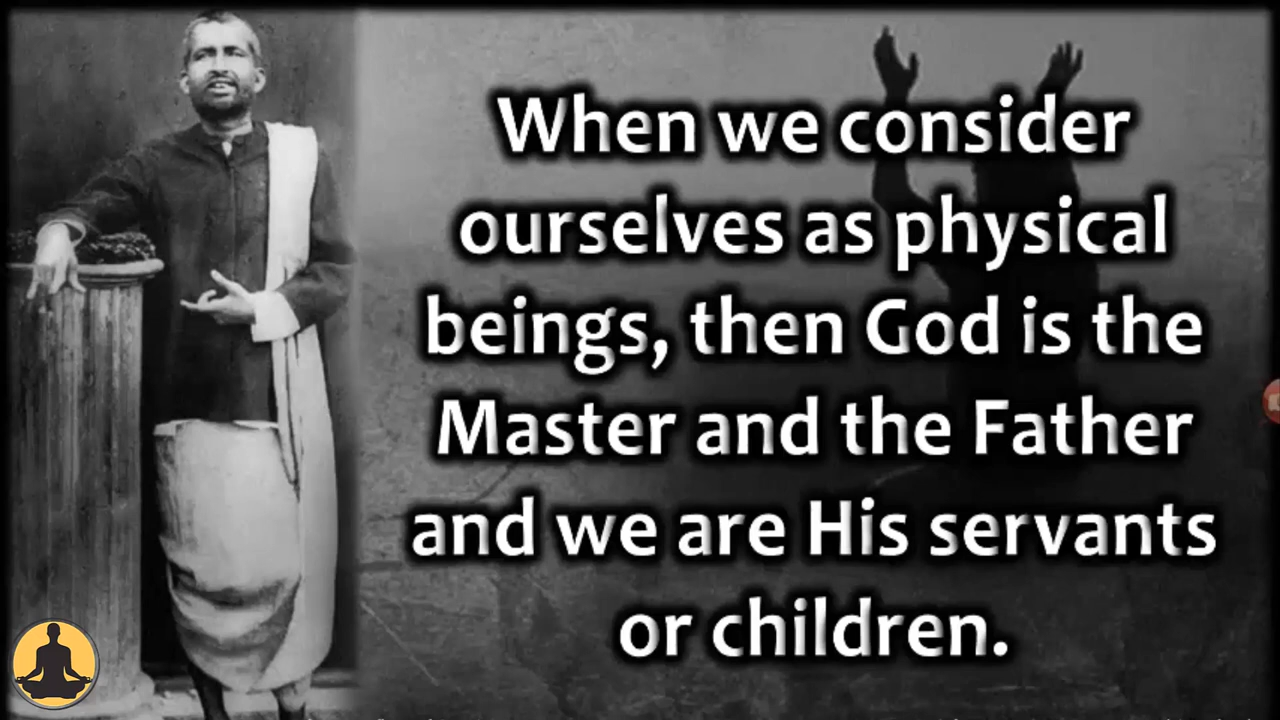 When we consider
ourselves as physical
beings, then God is the
Master and the Father
and we are His servants
or children.